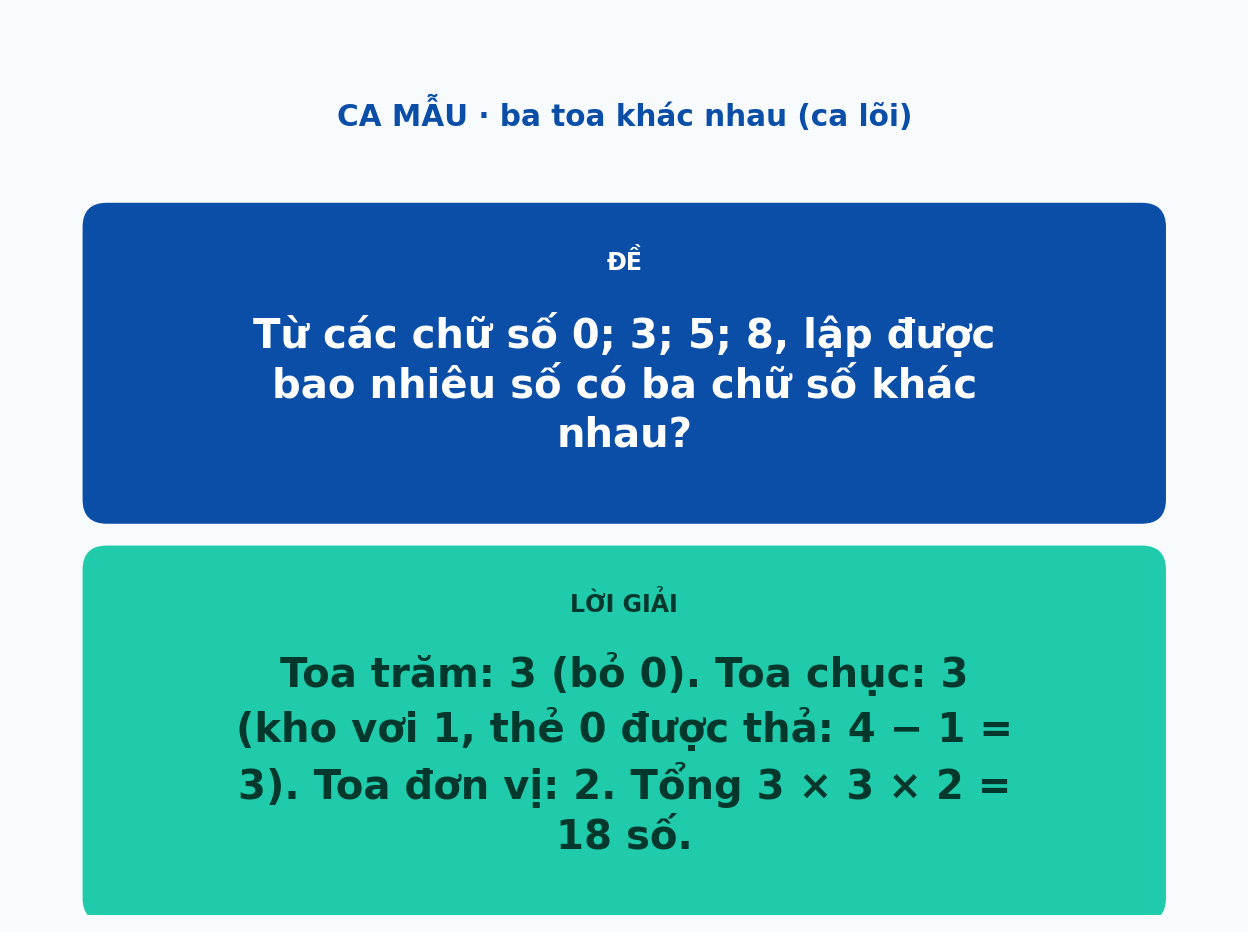 CA MẪU · ba toa khác nhau (ca lõi)
ĐỀ
Từ các chữ số 0; 3; 5; 8, lập được
bao nhiêu số có ba chữ số khác
nhau?
LỜI GIẢI
Toa trăm: 3 (bỏ 0). Toa chục: 3
(kho vơi 1, thẻ 0 được thả: 4 − 1 =
3). Toa đơn vị: 2. Tổng 3 × 3 × 2 =
18 số.